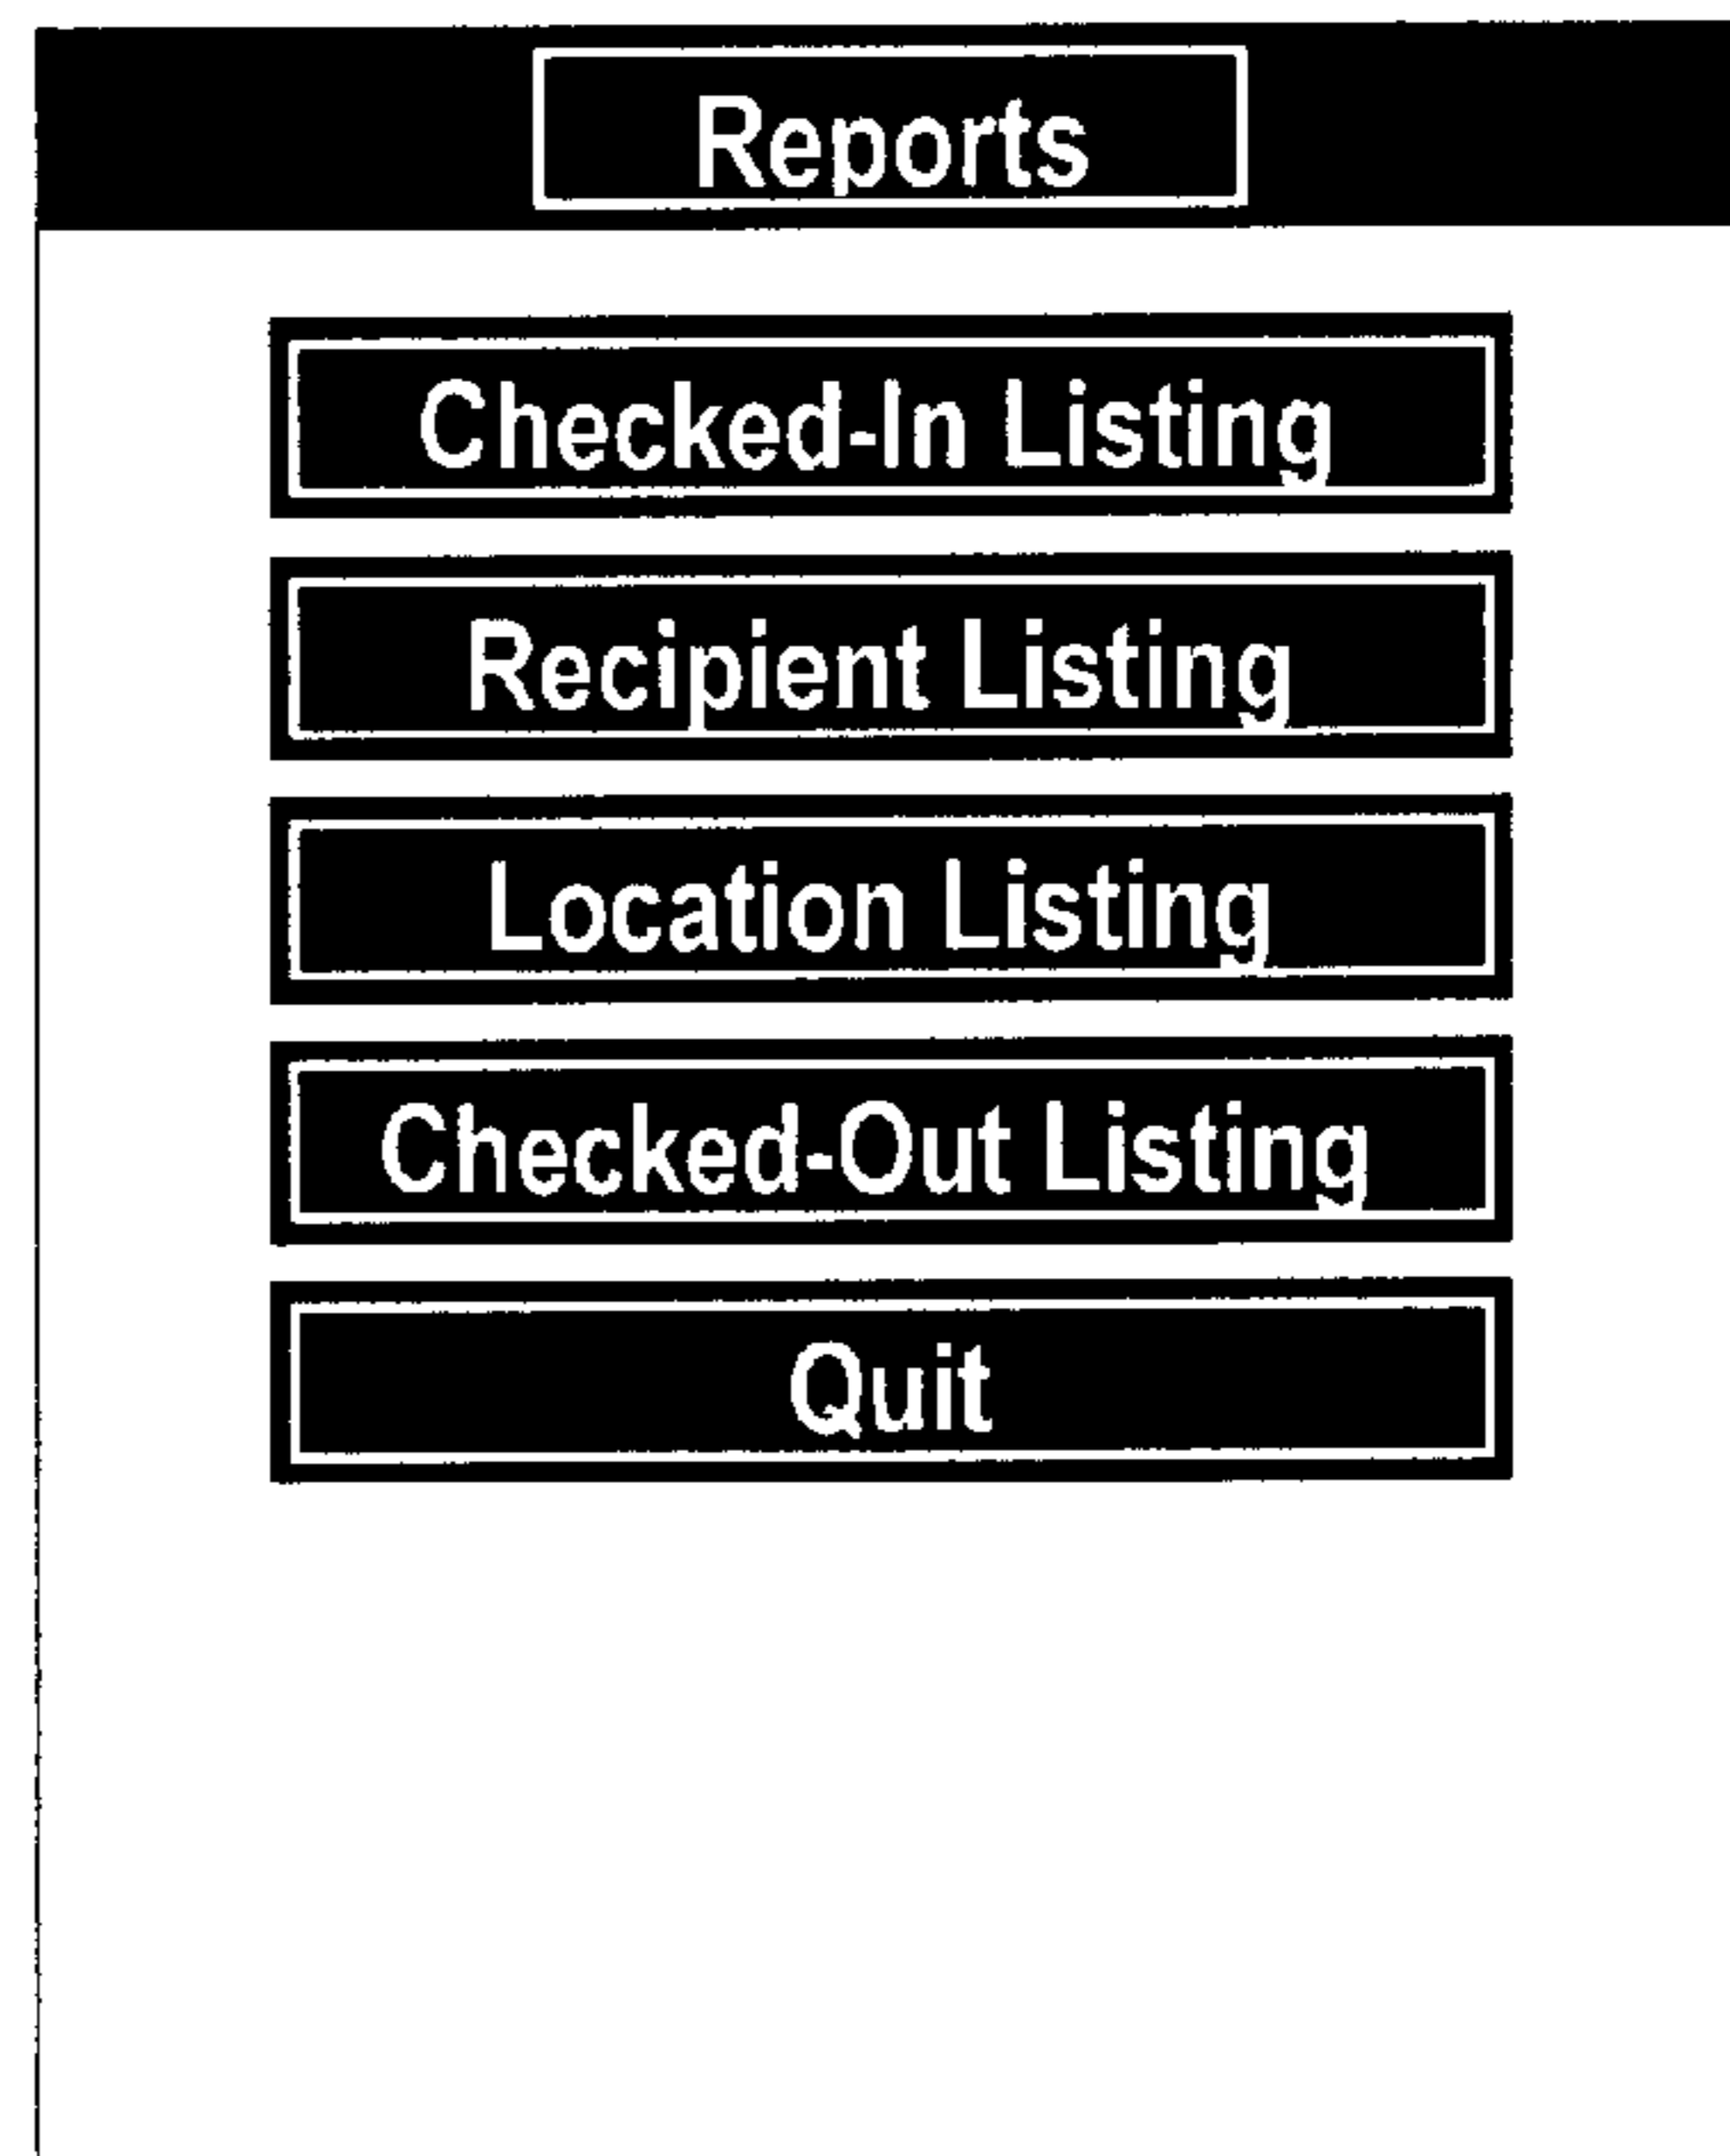 Reports
Checked-In Listing
Recipient Listing
Location Listing
Checked-Out Listing
Quit